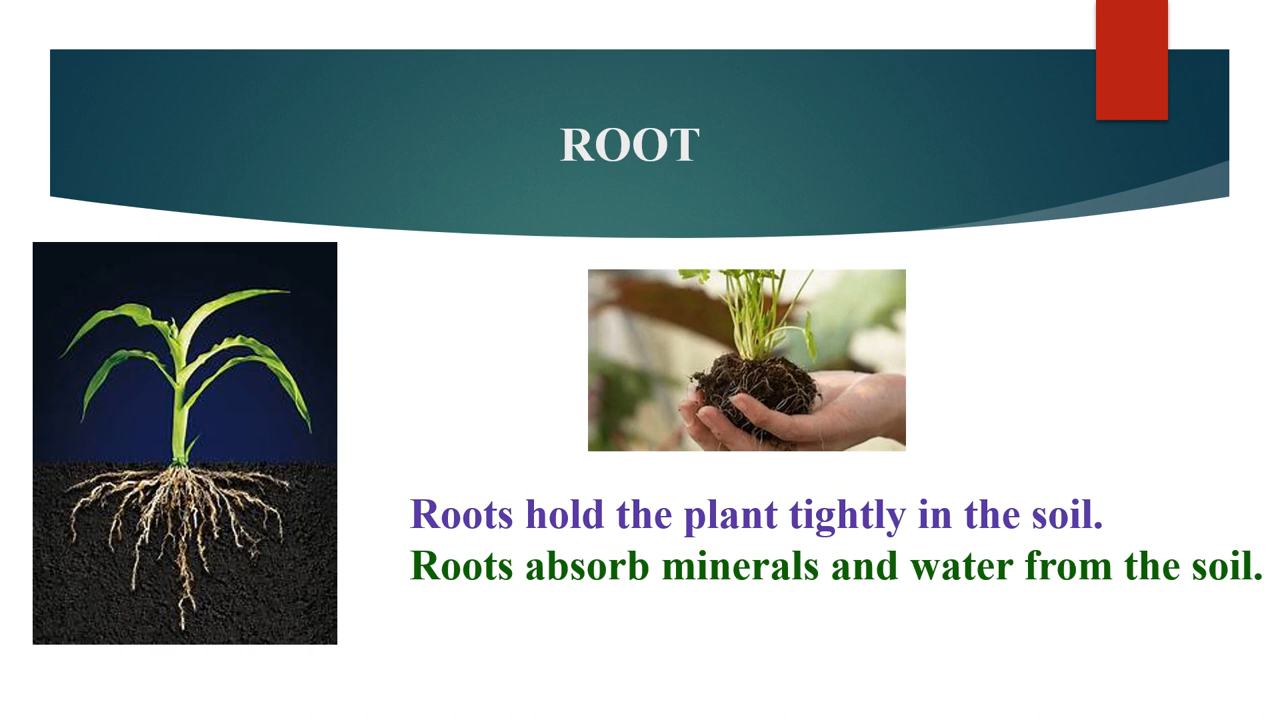 ROOT
Roots hold the plant tightly in the soil.
Roots absorb minerals and water from the soil.